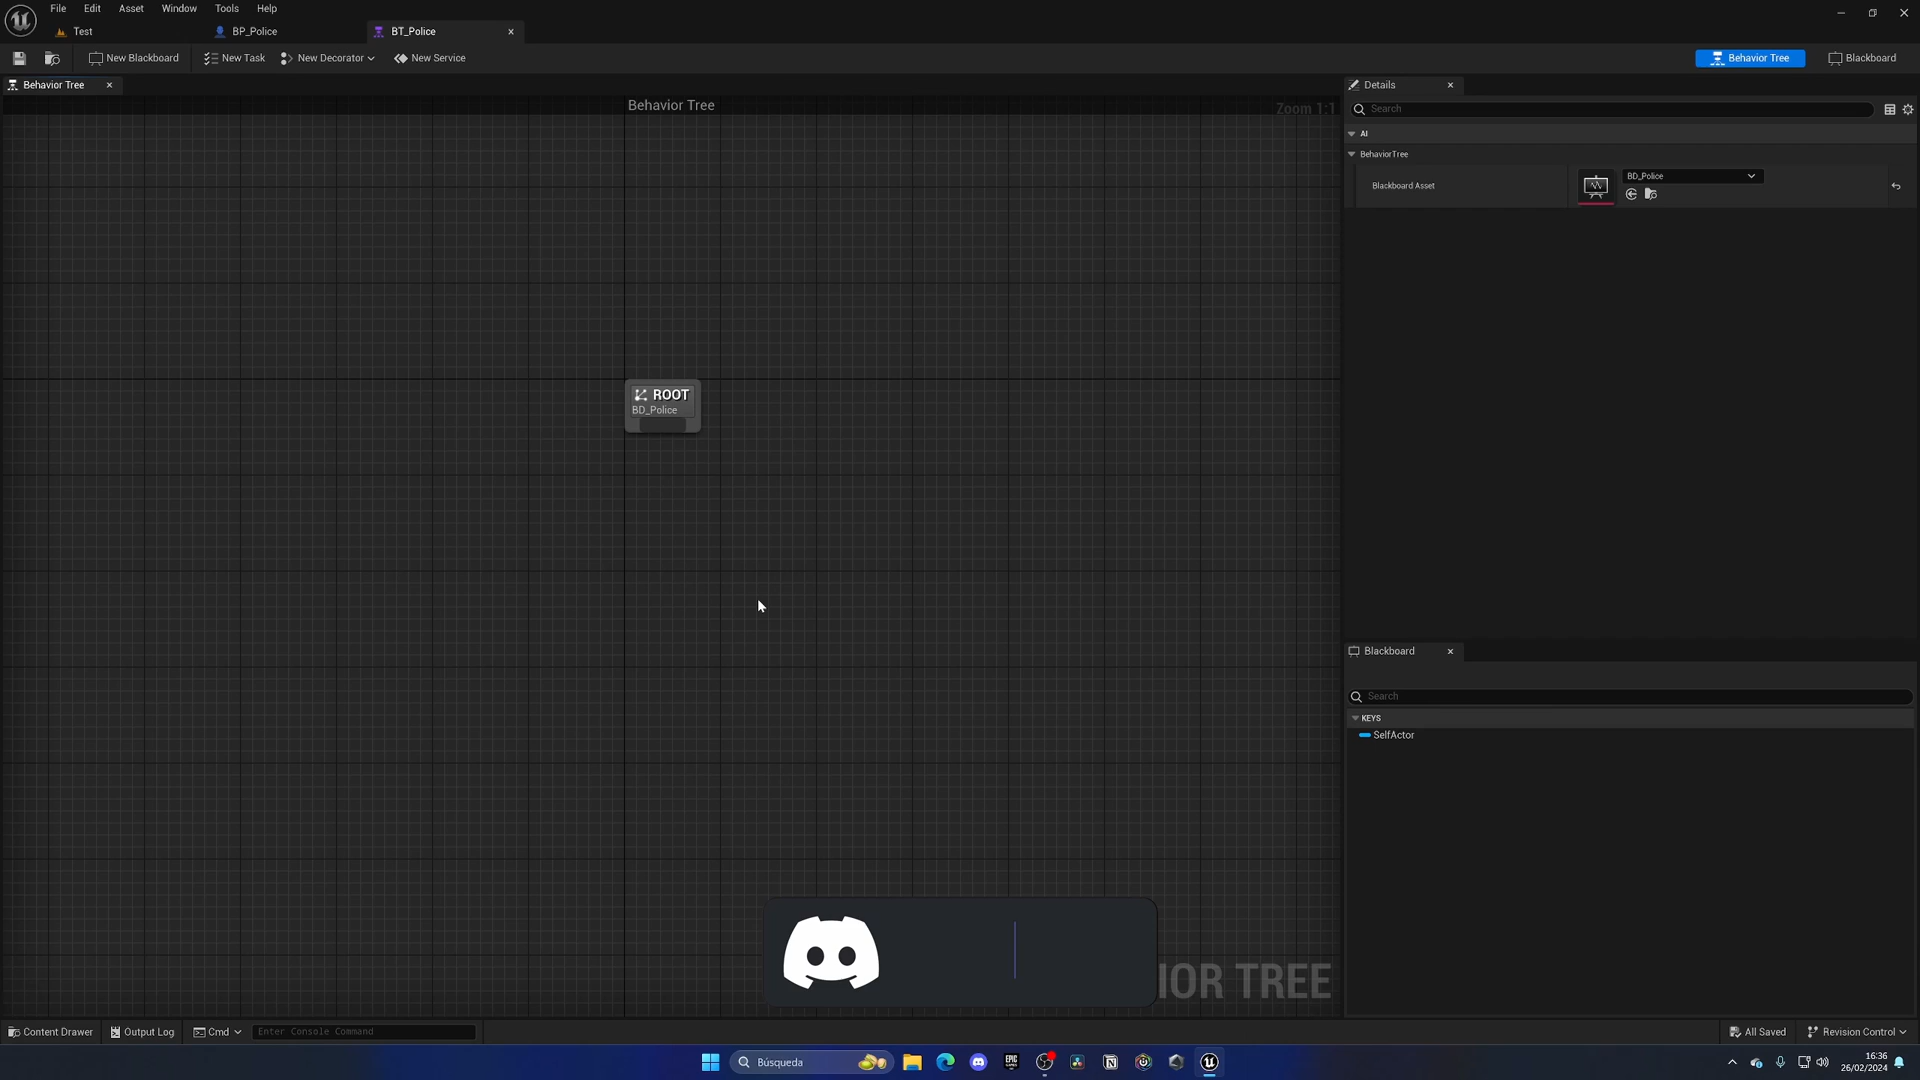 File Edit Asset Window Tools Help
Test BP_Police BT_Police
New Blackboard New Task New Decorator New Service Behavior Tree Blackboard
Behavior Tree
Details
Behavior Tree
Zoom 1:1
Search
AI
BehaviorTree
Blackboard Asset
BD_Police
ROOT
BD_Police
Blackboard
Search
KEYS
SelfActor
IOR TREE
Content Drawer Output Log Cmd Enter Console Command All Saved Revision Control
Búsqueda
EPIC GAMES
16:36
26/02/2024